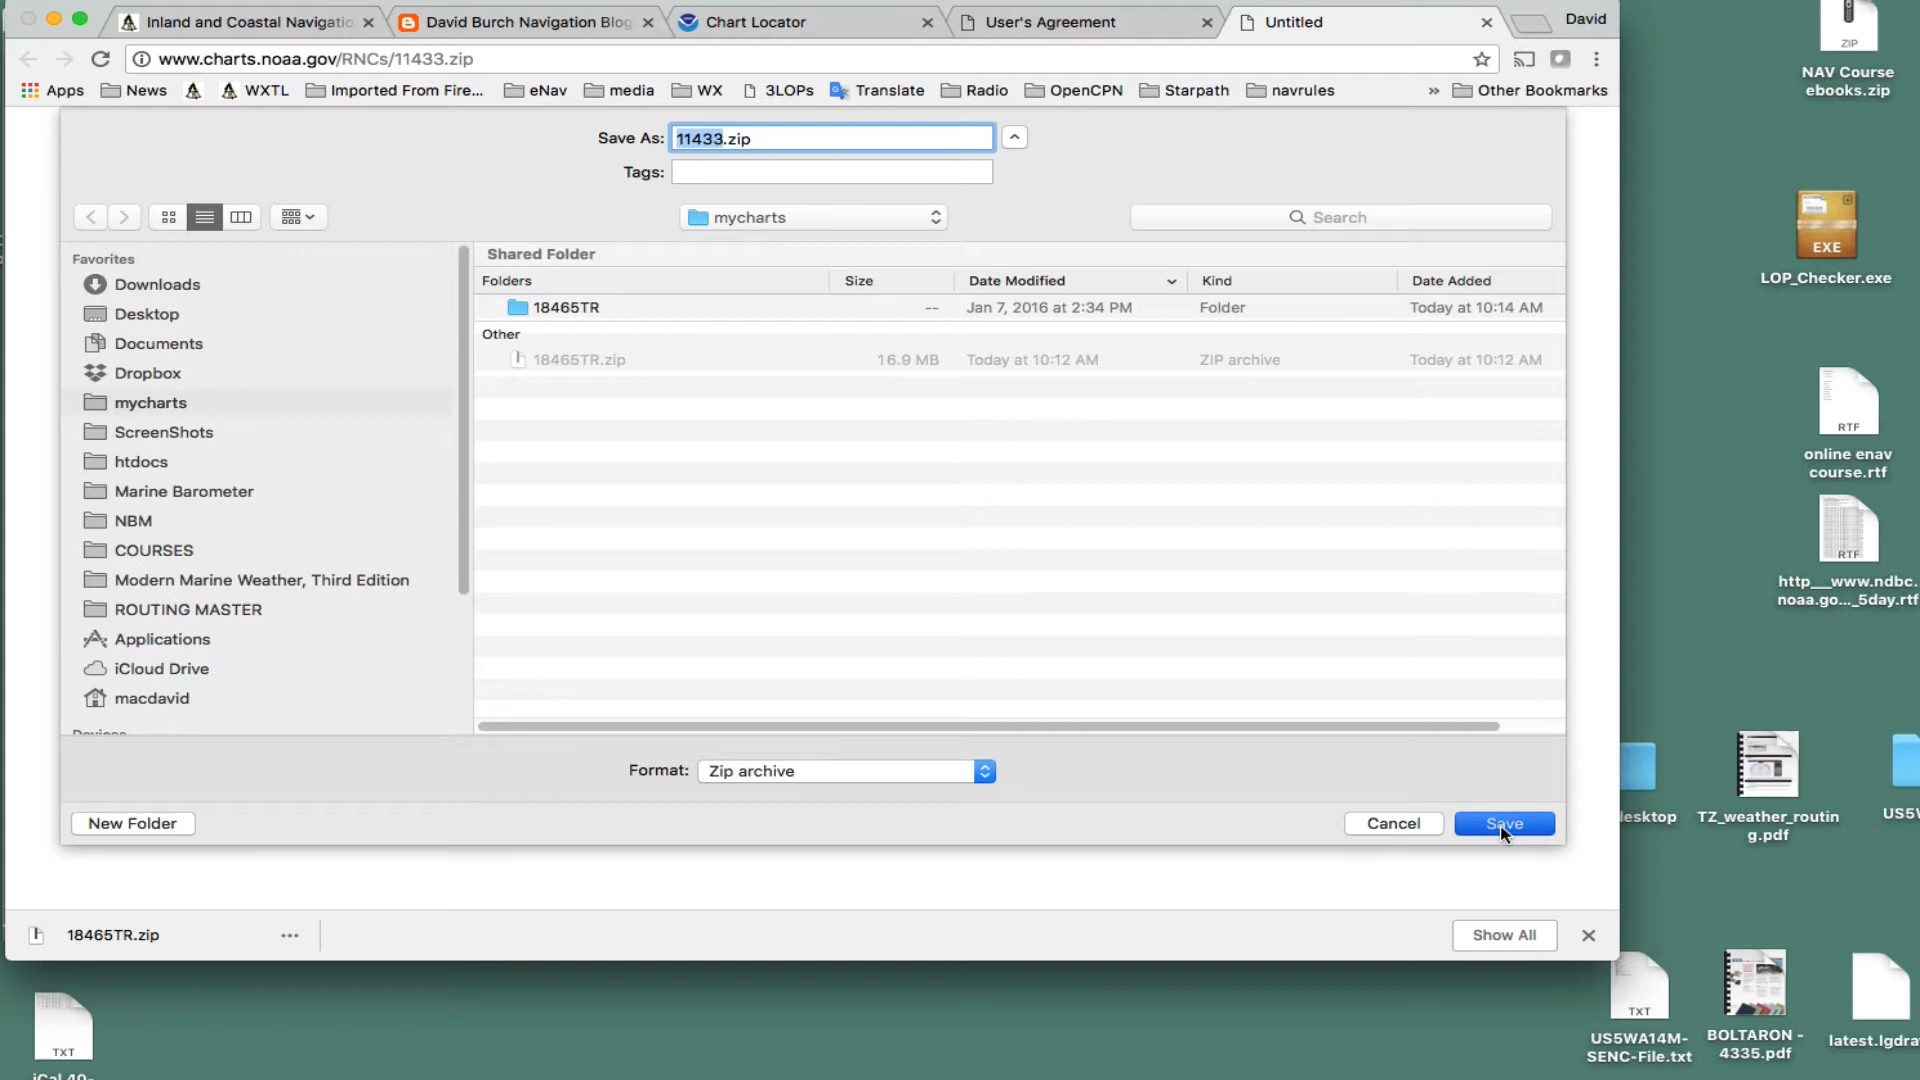 Inland and Coastal Navigatio
David Burch Navigation Blog
Chart Locator
User's Agreement
Untitled
David
www.charts.noaa.gov/RNCs/11433.zip
Apps
News
WXTL
Imported From Fire...
eNav
media
WX
3LOPs
Translate
Radio
OpenCPN
Starpath
navrules
»
Other Bookmarks
Save As:
11433.zip
Tags:
mycharts
Search
Favorites
Downloads
Desktop
Documents
Dropbox
mycharts
ScreenShots
htdocs
Marine Barometer
NBM
COURSES
Modern Marine Weather, Third Edition
ROUTING MASTER
Applications
iCloud Drive
macdavid
Devices
Shared Folder
Folders
Size
Date Modified
Kind
Date Added
18465TR
--
Jan 7, 2016 at 2:34 PM
Folder
Today at 10:14 AM
Other
18465TR.zip
16.9 MB
Today at 10:12 AM
ZIP archive
Today at 10:12 AM
Format:
Zip archive
New Folder
Cancel
Save
18465TR.zip
Show All
ZIP
NAV Course
ebooks.zip
EXE
LOP_Checker.exe
RTF
online enav
course.rtf
RTF
http___www.ndbc.
noaa.go..._5day.rtf
esktop
TZ_weather_routin
g.pdf
US5V
TXT
US5WA14M-
SENC-File.txt
BOLTARON -
4335.pdf
latest.lgdra
TXT
iCal 40-